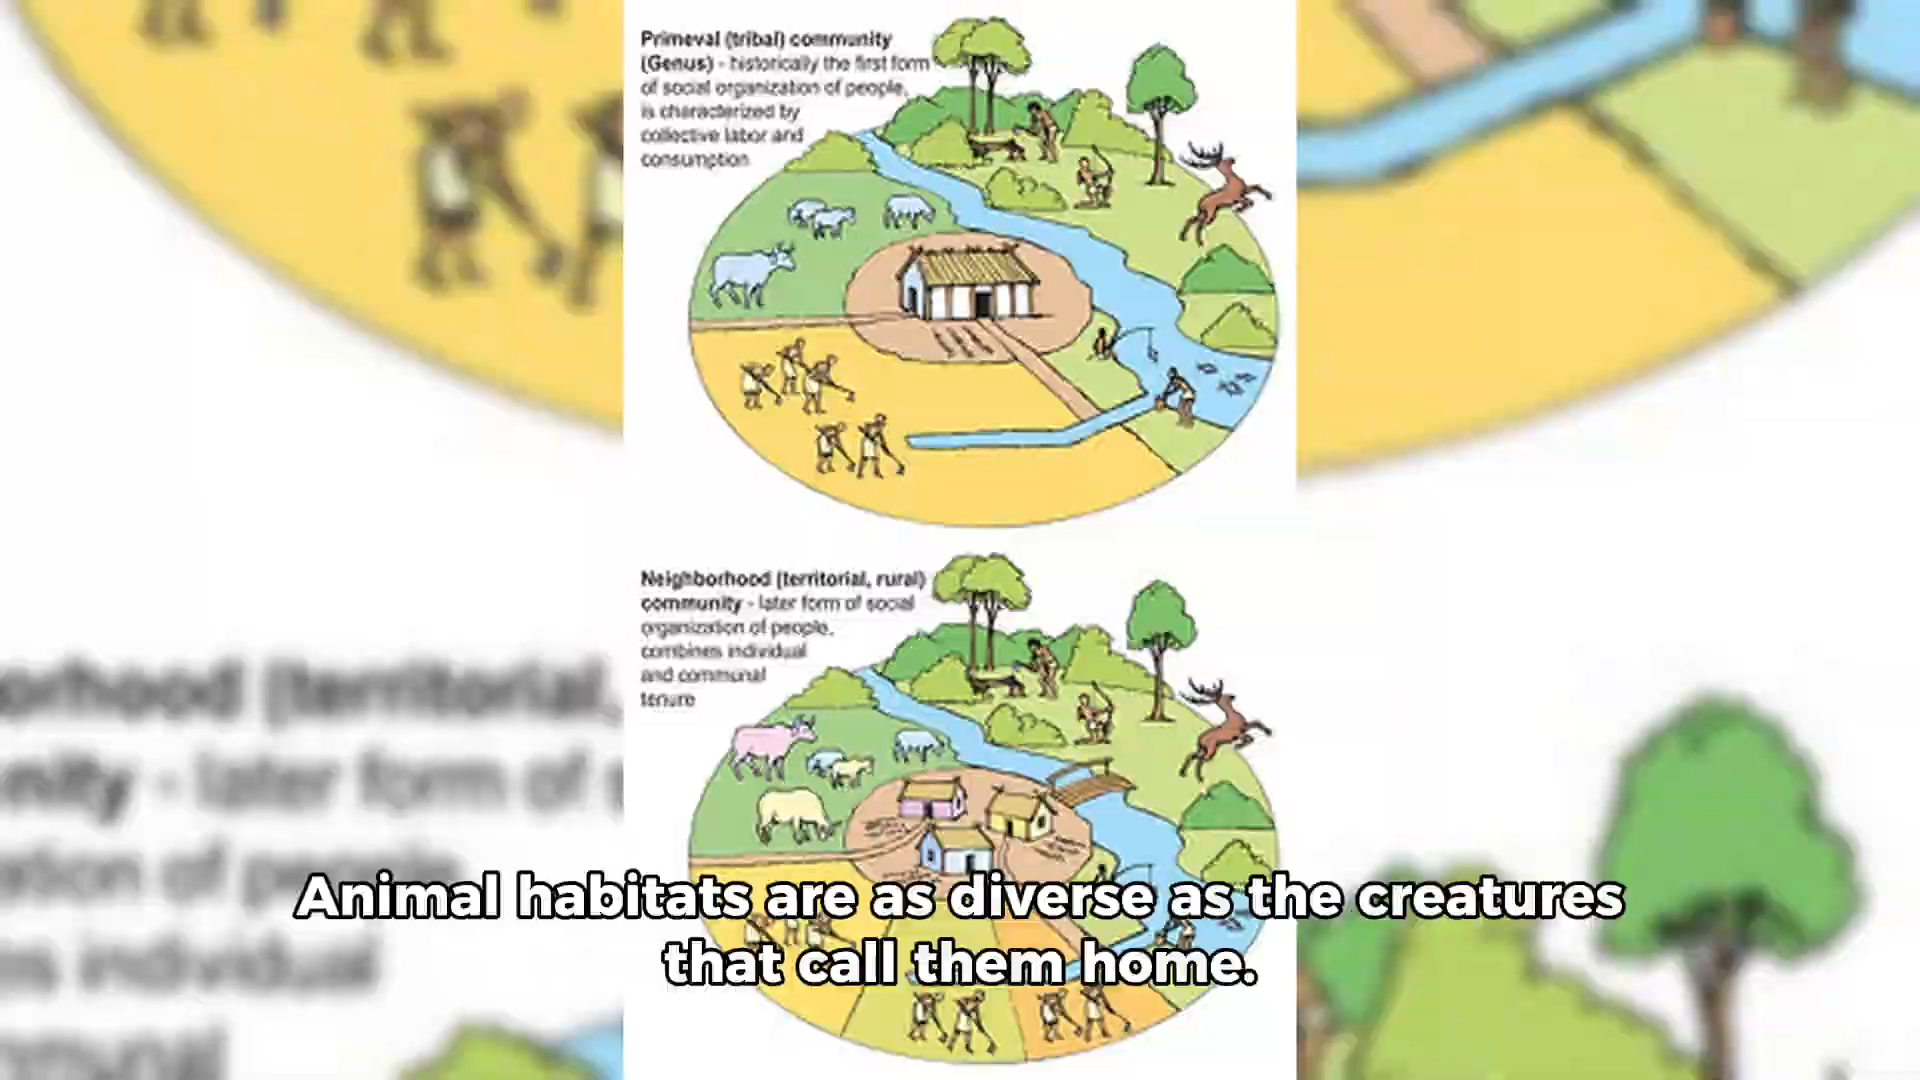 Primeval (tribal) community
(Genus) - historically the first form
of social organization of people,
is characterized by
collective labor and
consumption
Neighborhood (territorial, rural)
community - later form of social
organization of people,
combines individual
and communal
tenure
Animal habitats are as diverse as the creatures
that call them home.